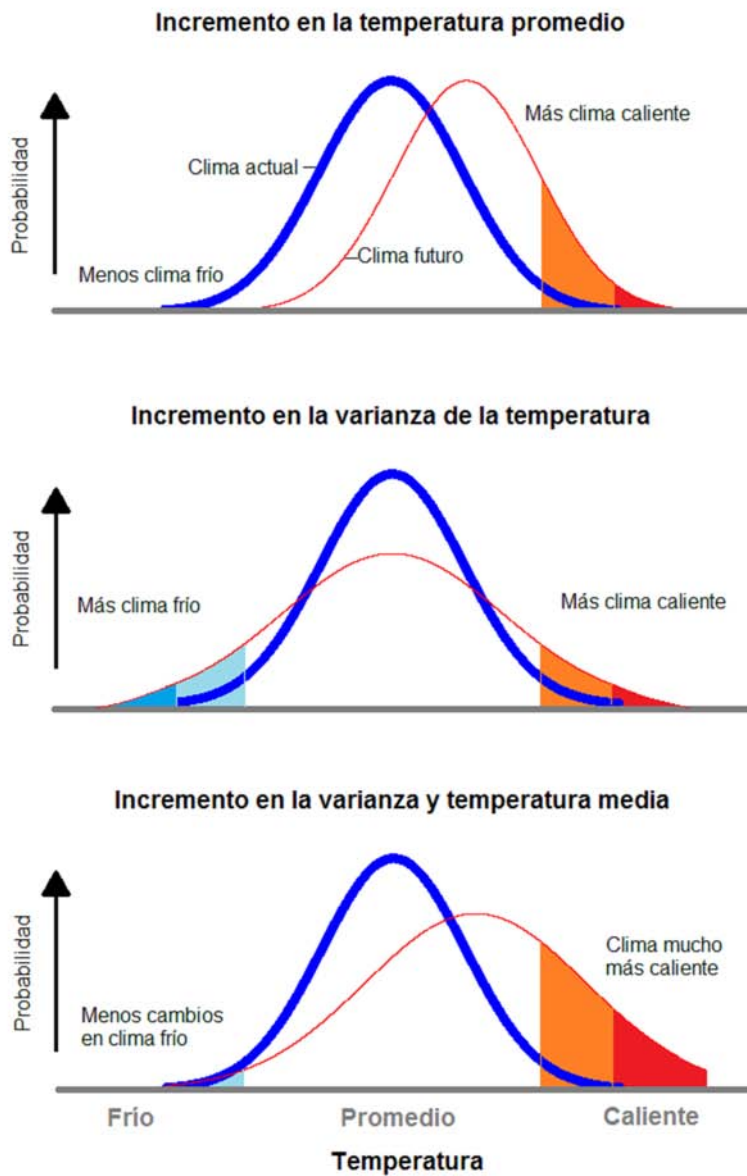 Incremento en la temperatura promedio
Más clima caliente
Clima actual
Probabilidad
Clima futuro
Menos clima frío
Incremento en la varianza de la temperatura
Probabilidad
Más clima frío
Más clima caliente
Incremento en la varianza y temperatura media
Probabilidad
Clima mucho
más caliente
Menos cambios
en clima frío
Frío Promedio Caliente
Temperatura